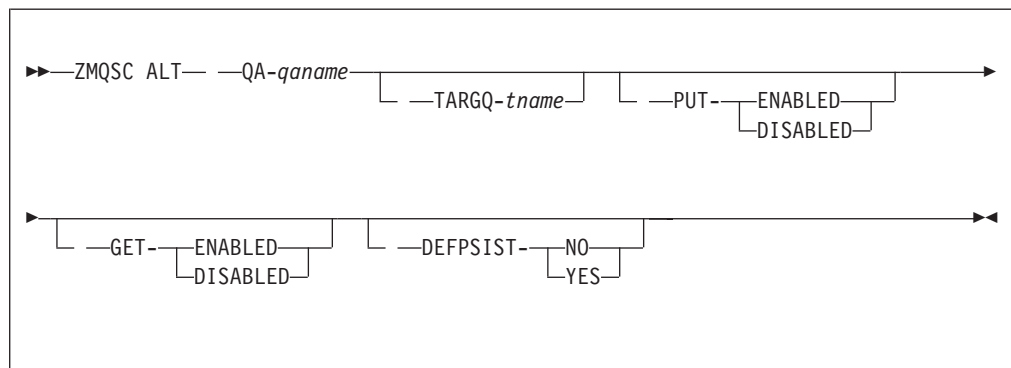 ZMQSC ALT QA-qaname
TARGQ-tname PUT- ENABLED
DISABLED
GET- ENABLED DEFPSIST- NO
DISABLED YES